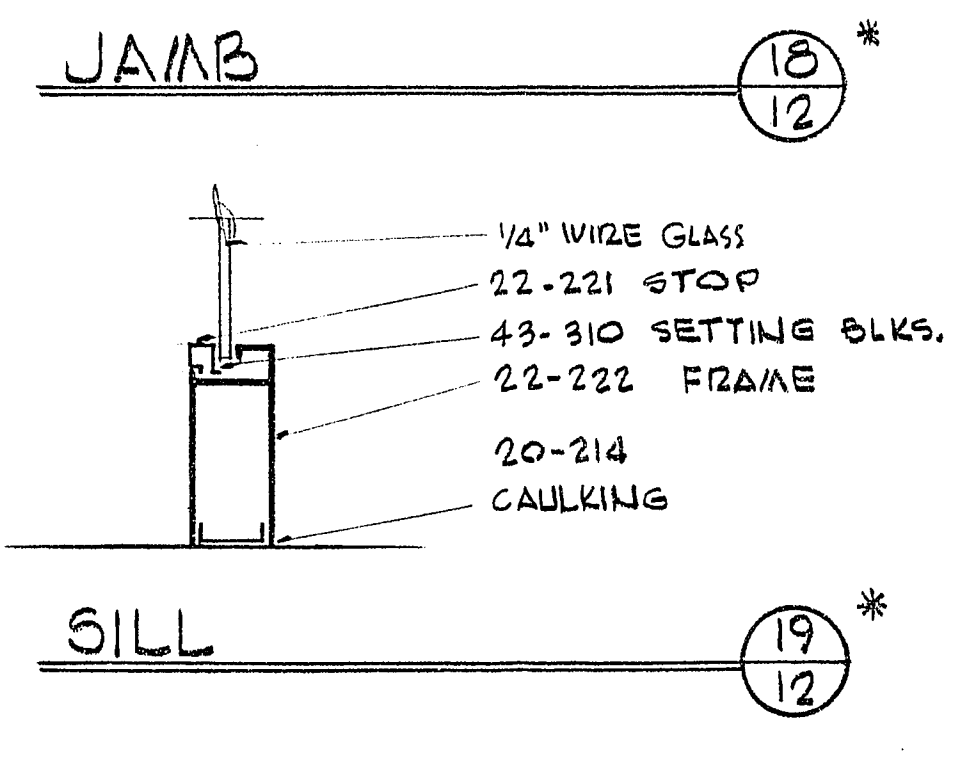 JAMB
*
18
12
1/4" WIRE GLASS
22-221 STOP
43-310 SETTING BLKS.
22-222 FRAME
20-214
CAULKING
SILL
*
19
12